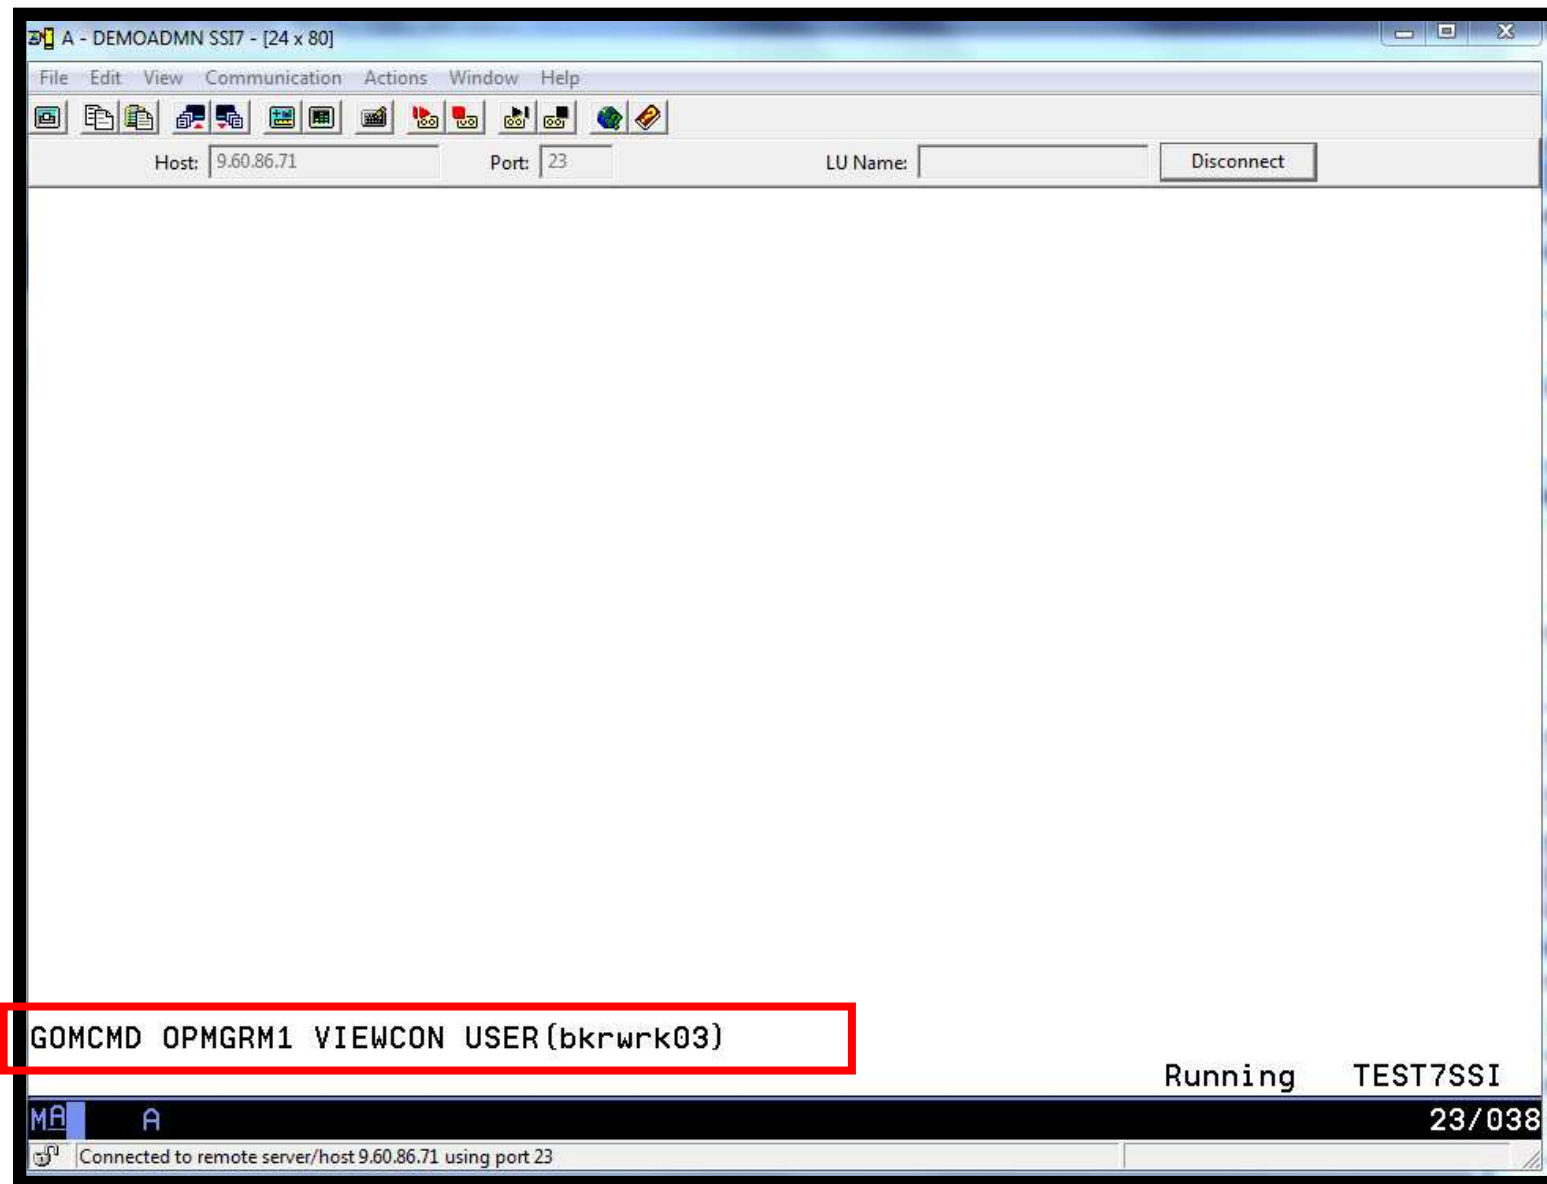 A - DEMOADMN SSI7 - [24 x 80]
File Edit View Communication Actions Window Help
Host: 9.60.86.71 Port: 23 LU Name: Disconnect
GOMCMD OPMGRM1 VIEWCON USER(bkrwrk03)
Running TEST7SSI
MA A 23/038
Connected to remote server/host 9.60.86.71 using port 23